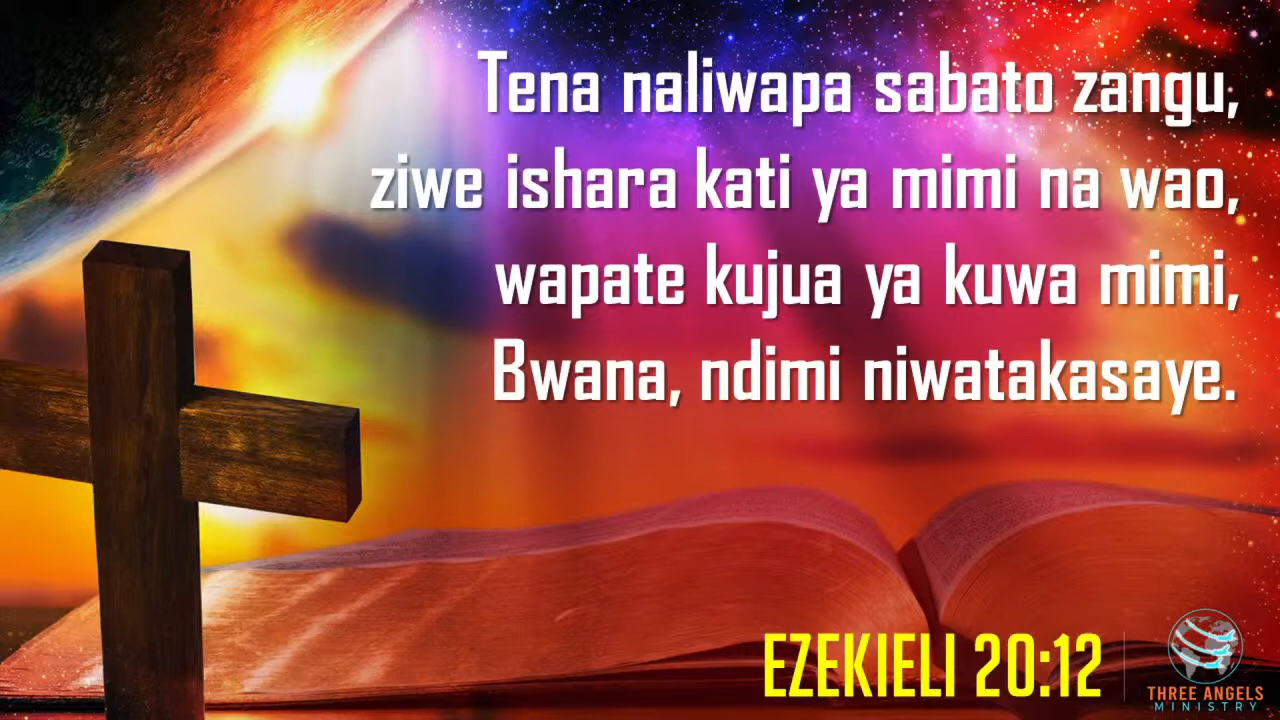 Tena naliwapa sabato zangu,
ziwe ishara kati ya mimi na wao,
wapate kujua ya kuwa mimi,
Bwana, ndimi niwatakasaye.
EZEKIELI 20:12
THREE ANGELS
MINISTRY